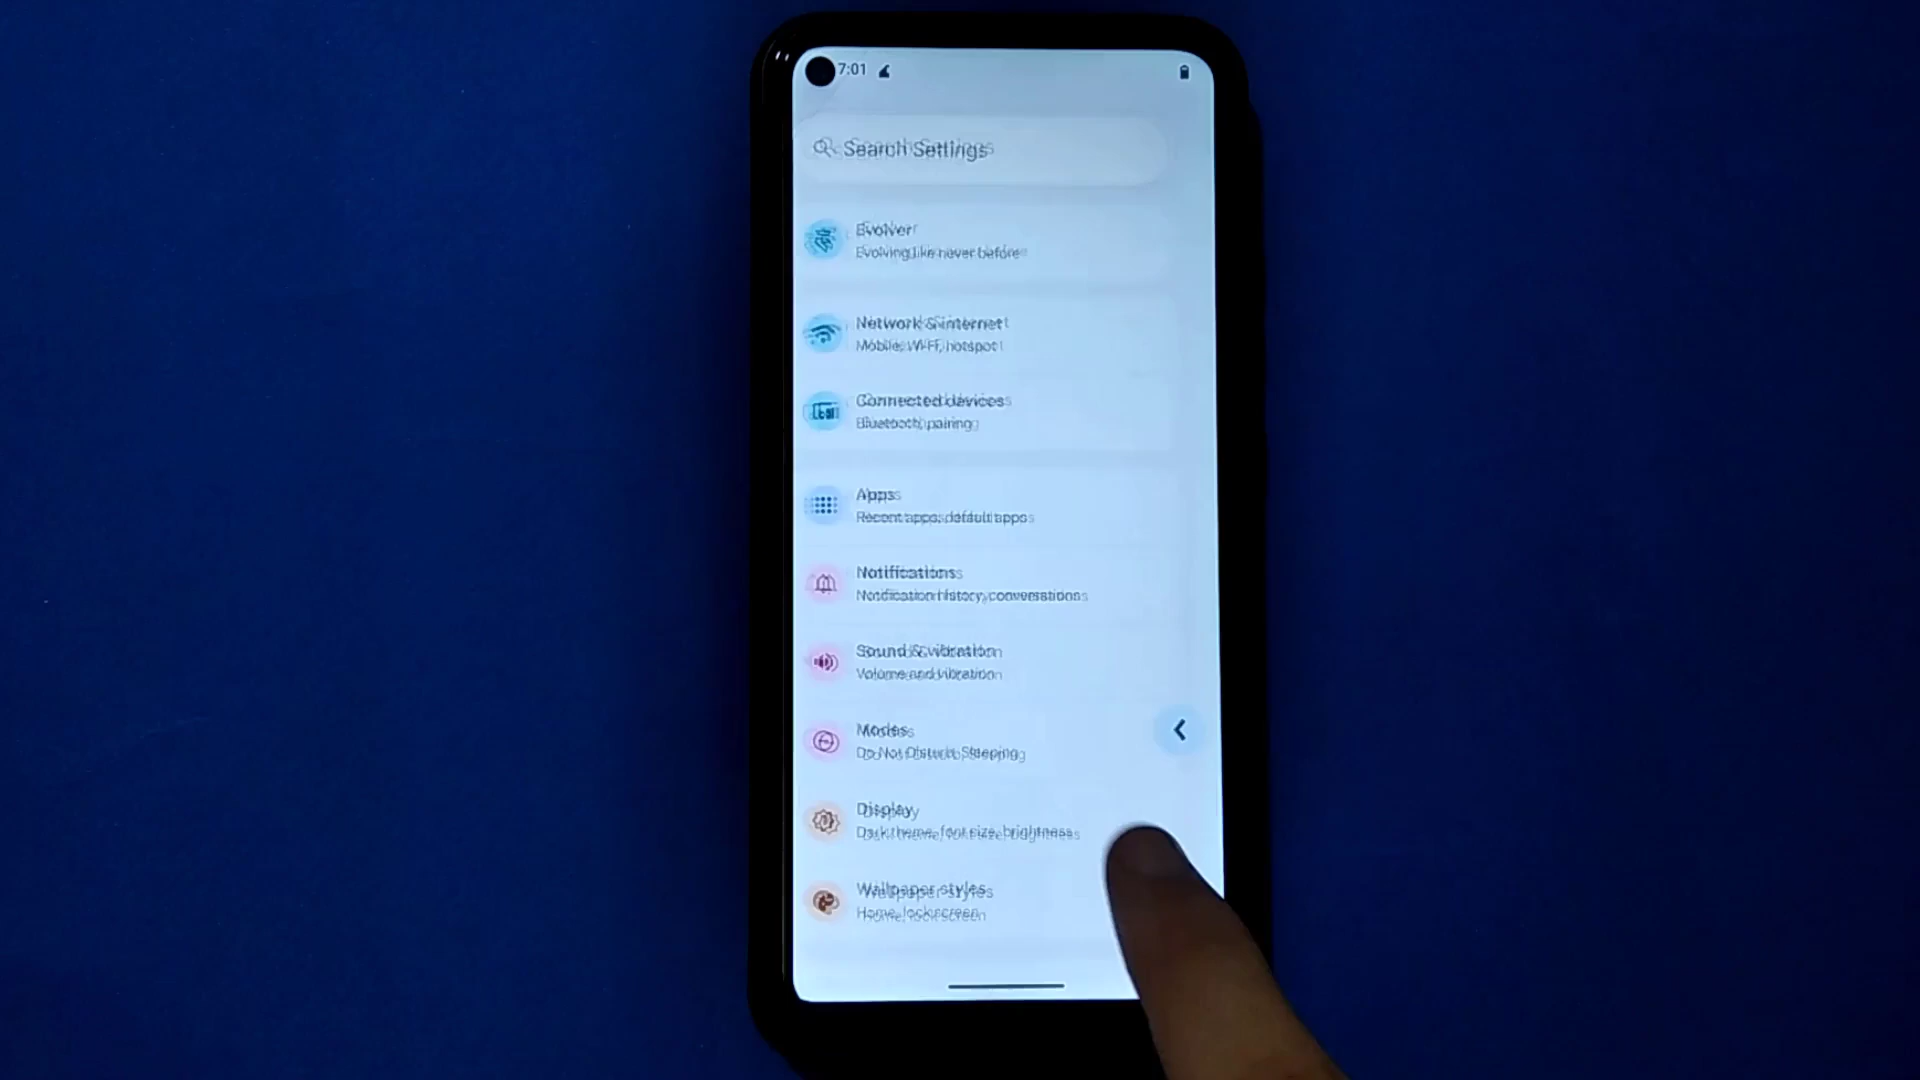 7:01
Search Settings
Evolver
Evolving like never before
Network & internet
Mobile, Wi-Fi, hotspot
Connected devices
Bluetooth, pairing
Apps
Recent apps, default apps
Notifications
Notification history, conversations
Sound & vibration
Volume and vibration
Modes
Do Not Disturb, Sleeping
Display
Dark theme, font size, brightness
Wallpaper styles
Home, lock screen